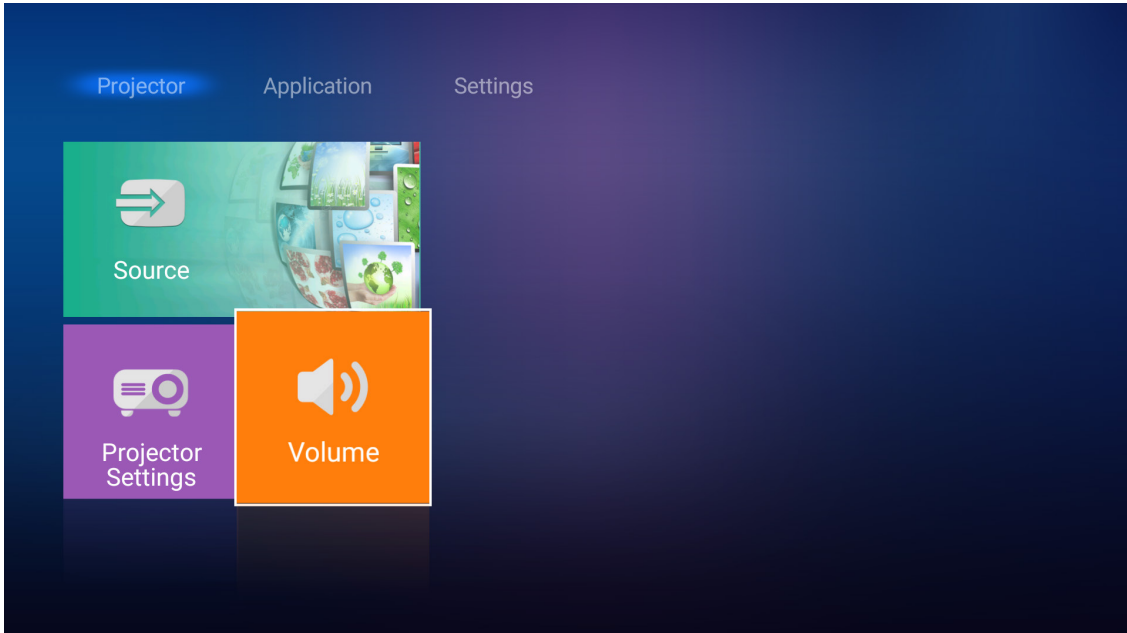 Projector Application Settings
Source
Projector
Settings
Volume